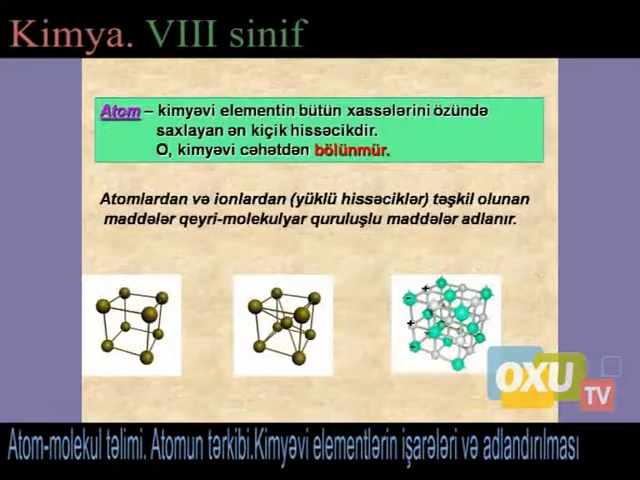 Kimya. VIII sinif
Atom – kimyəvi elementin bütün xassələrini özündə
saxlayan ən kiçik hissəcikdir.
O, kimyəvi cəhətdən bölünmür.
Atomlardan və ionlardan (yüklü hissəciklər) təşkil olunan
maddələr qeyri-molekulyar quruluşlu maddələr adlanır.
OXU
TV
Atom-molekul təlimi. Atomun tərkibi.Kimyəvi elementlərin işarələri və adlandırılması